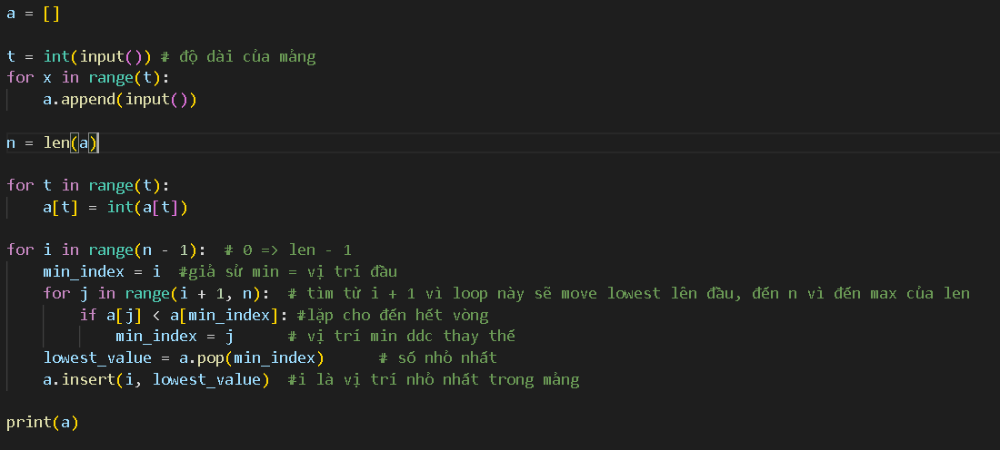 a = []
t = int(input()) # độ dài của mảng
for x in range(t):
    a.append(input())
n = len(a)
for t in range(t):
    a[t] = int(a[t])
for i in range(n - 1):  # 0 => len - 1
    min_index = i  #giả sử min = vị trí đầu
    for j in range(i + 1, n):  # tìm từ i + 1 vì loop này sẽ move lowest lên đầu, đến n vì đến max của len
        if a[j] < a[min_index]: #lặp cho đến hết vòng
            min_index = j      # vị trí min ddc thay thế
    lowest_value = a.pop(min_index)      # số nhỏ nhất
    a.insert(i, lowest_value)  #i là vị trí nhỏ nhất trong mảng
print(a)